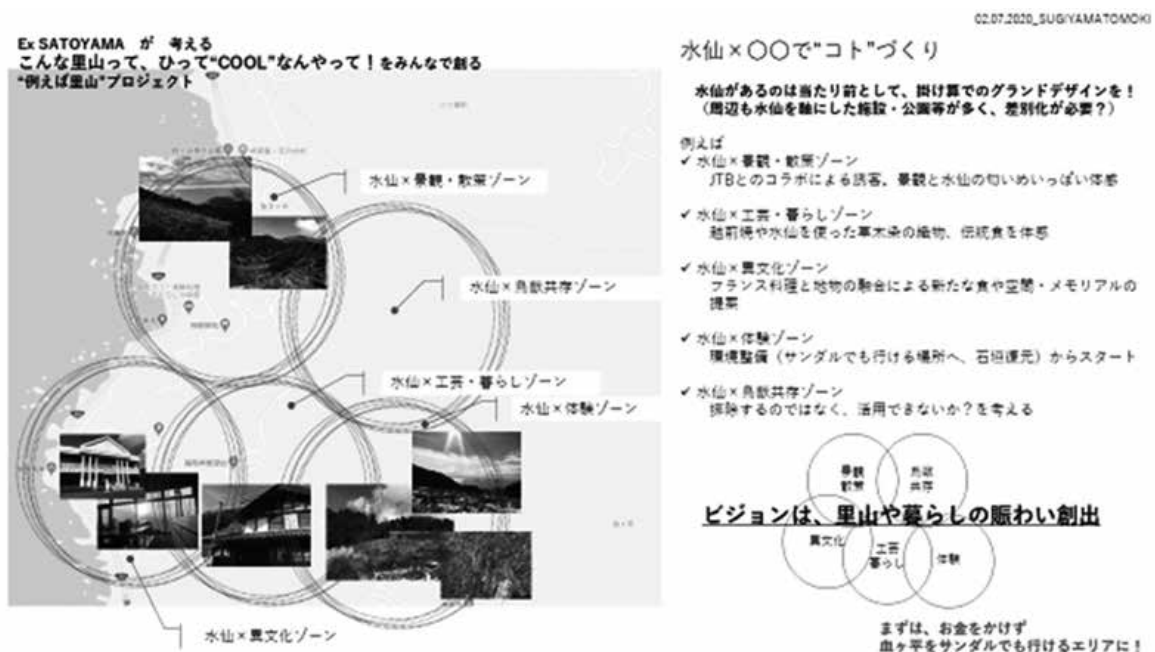 02.07.2020_SUGIYAMATOMOKI
Ex SATOYAMA が 考える
こんな里山って、ひって“COOL”なんやって！をみんなで創る
“例えば里山”プロジェクト
水仙×景観・散策ゾーン
水仙×鳥獣共存ゾーン
水仙×工芸・暮らしゾーン
水仙×体験ゾーン
水仙×異文化ゾーン
水仙×〇〇で“コト”づくり
水仙があるのは当たり前として、掛け算でのグランドデザインを！
（周辺も水仙を軸にした施設・公園等が多く、差別化が必要？）
例えば
✓ 水仙×景観・散策ゾーン
JTBとのコラボによる誘客。景観と水仙の匂いめいっぱい体感
✓ 水仙×工芸・暮らしゾーン
越前焼や水仙を使った草木染の織物、伝統食を体感
✓ 水仙×異文化ゾーン
フランス料理と地物の融合による新たな食や空間・メモリアルの
提案
✓ 水仙×体験ゾーン
環境整備（サンダルでも行ける場所へ、石垣復元）からスタート
✓ 水仙×鳥獣共存ゾーン
排除するのではなく、活用できないか？を考える
景観
散策
鳥獣
共存
ビジョンは、里山や暮らしの賑わい創出
異文化
工芸
暮らし
体験
まずは、お金をかけず
血ヶ平をサンダルでも行けるエリアに！